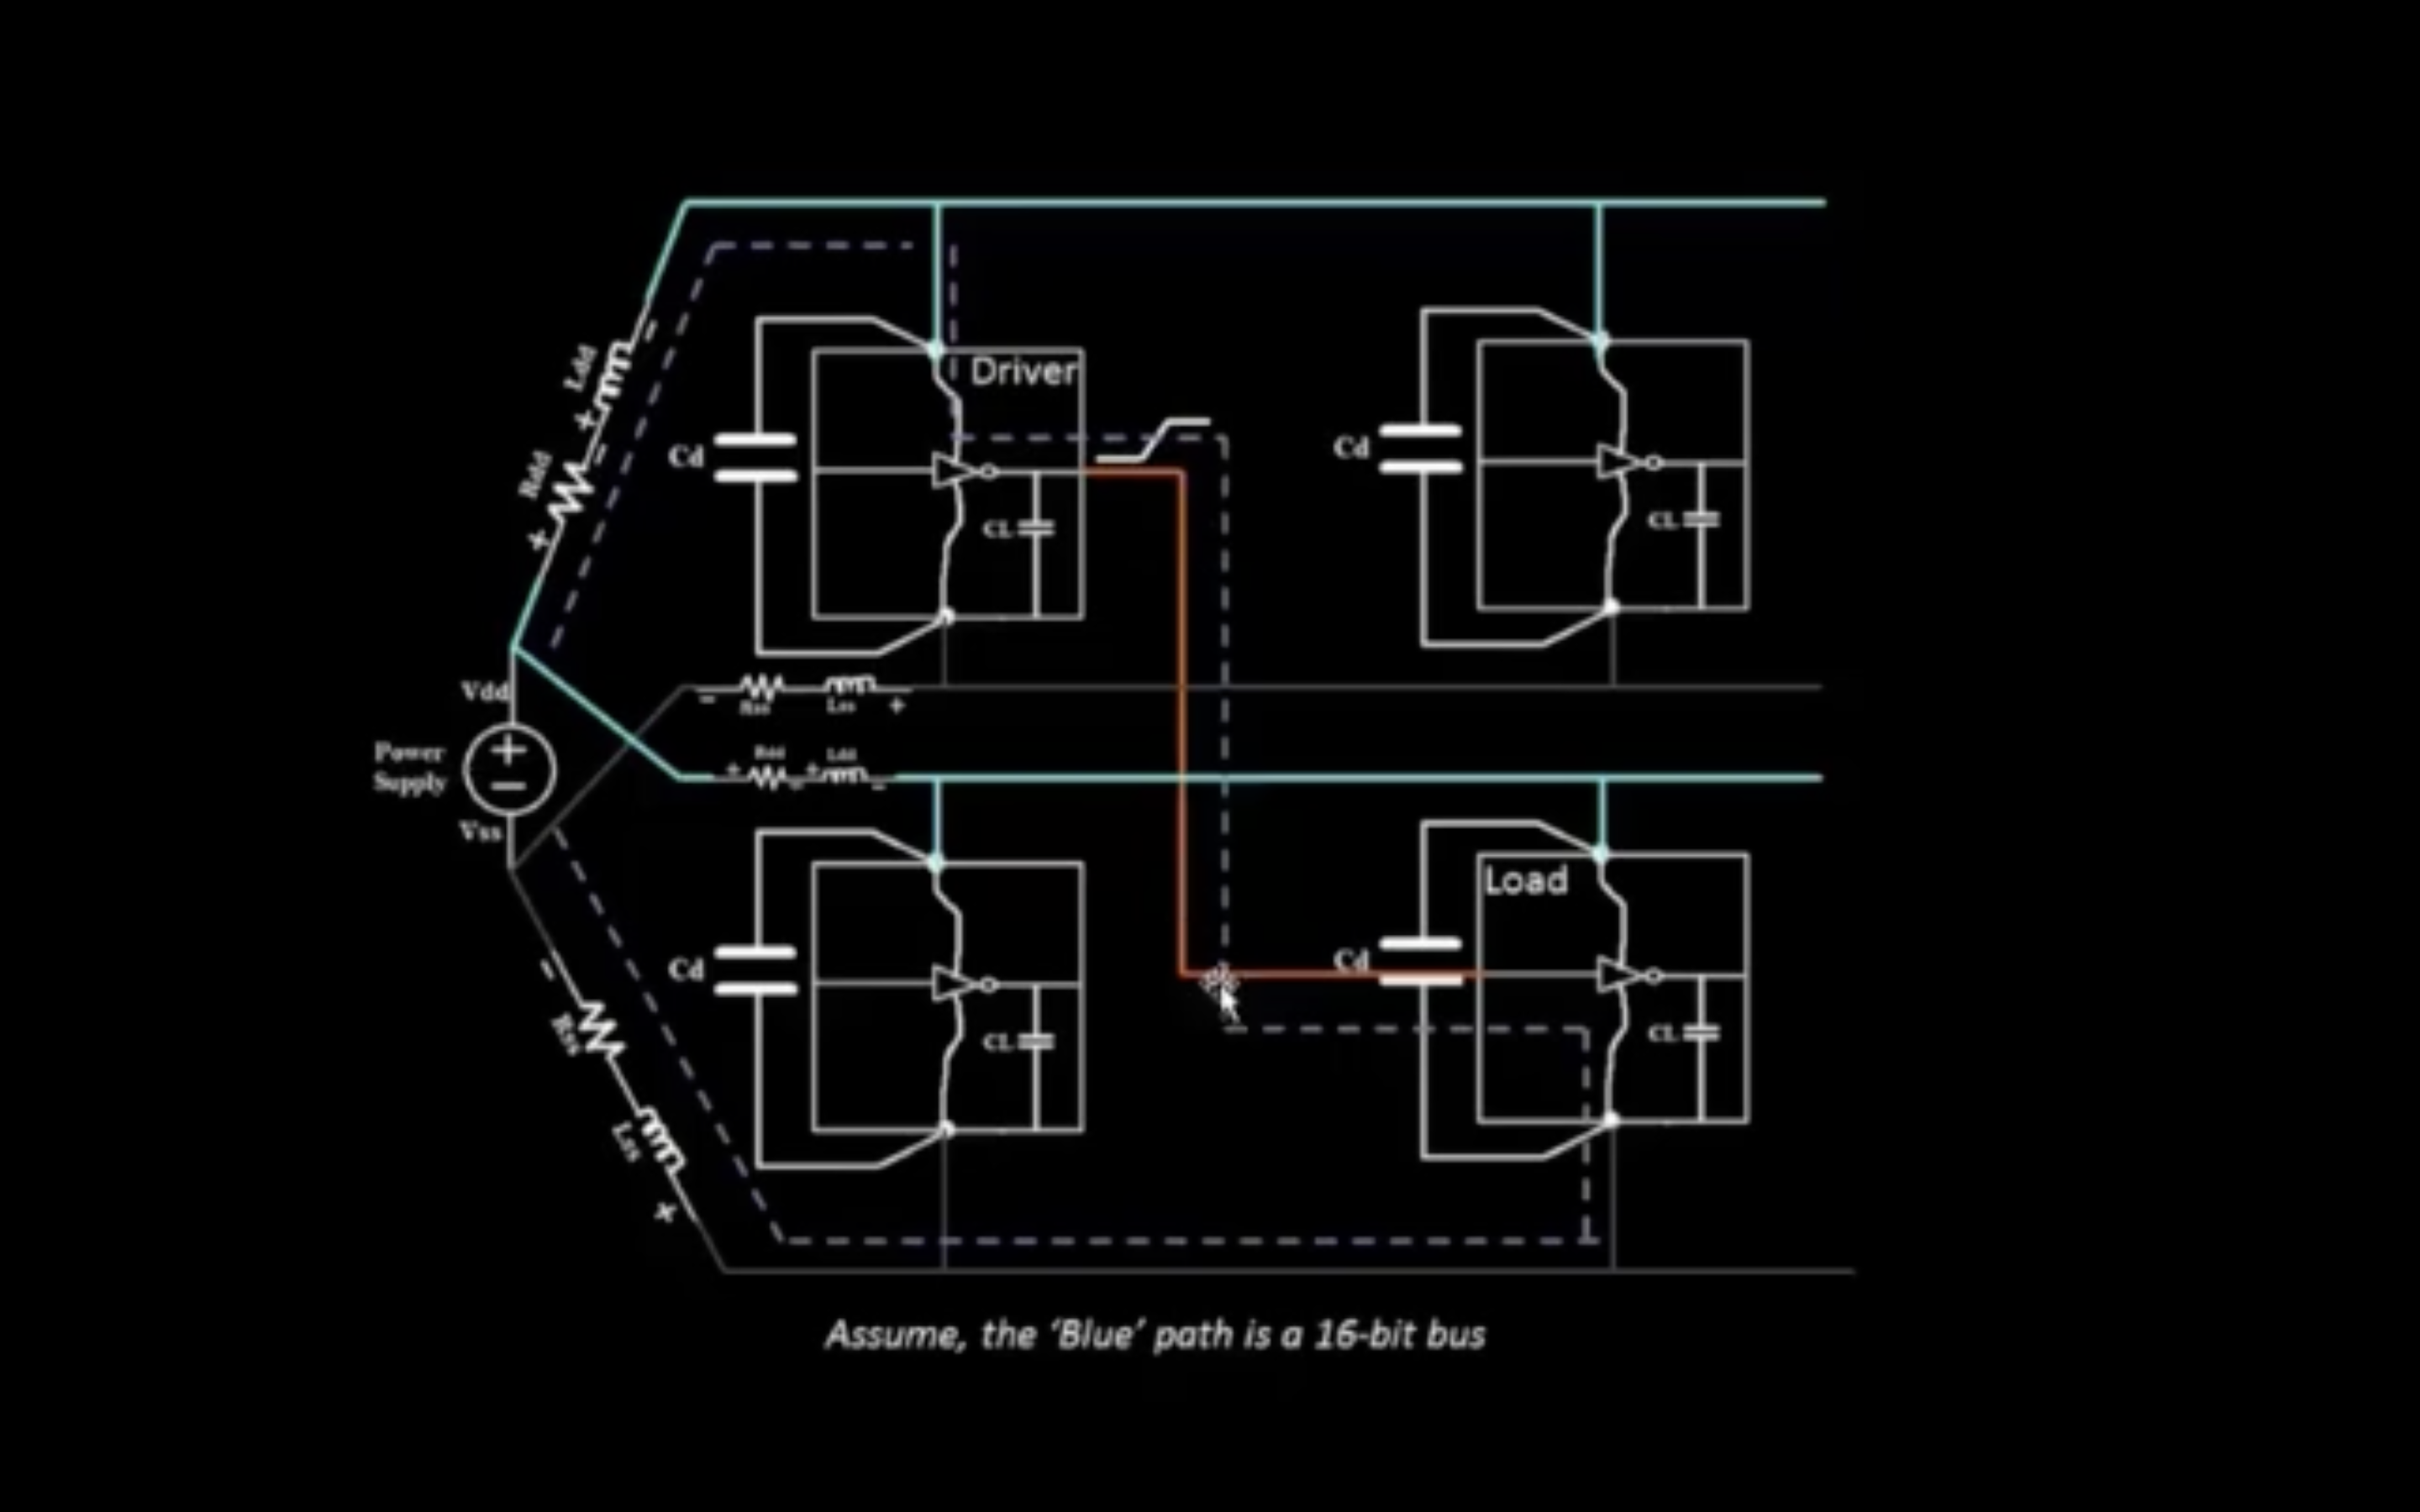 Ldd
Rdd
Driver
Cd
CL
Cd
CL
Vdd
Power
Supply
Vss
Rss
Lss
Rdd
Ldd
Load
Cd
CL
Cd
CL
Rss
Lss
Assume, the ‘Blue’ path is a 16-bit bus